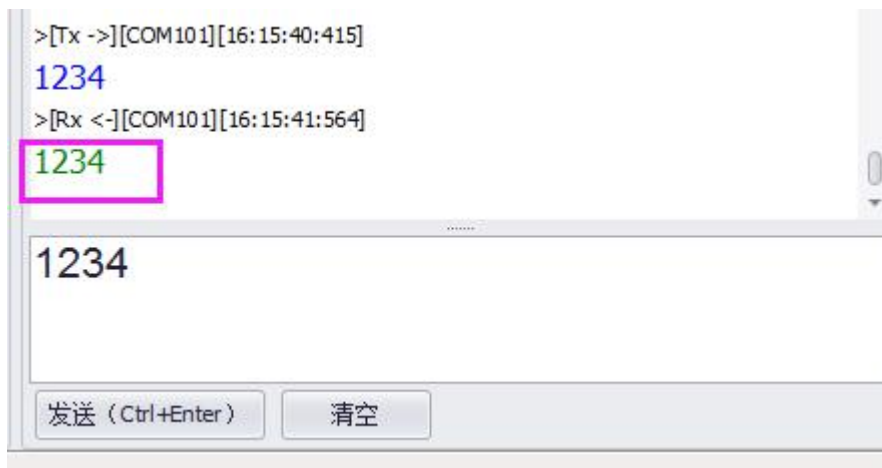 >[Tx ->][COM101][16:15:40:415]
1234
>[Rx <-][COM101][16:15:41:564]
1234
1234
发送（Ctrl+Enter） 清空